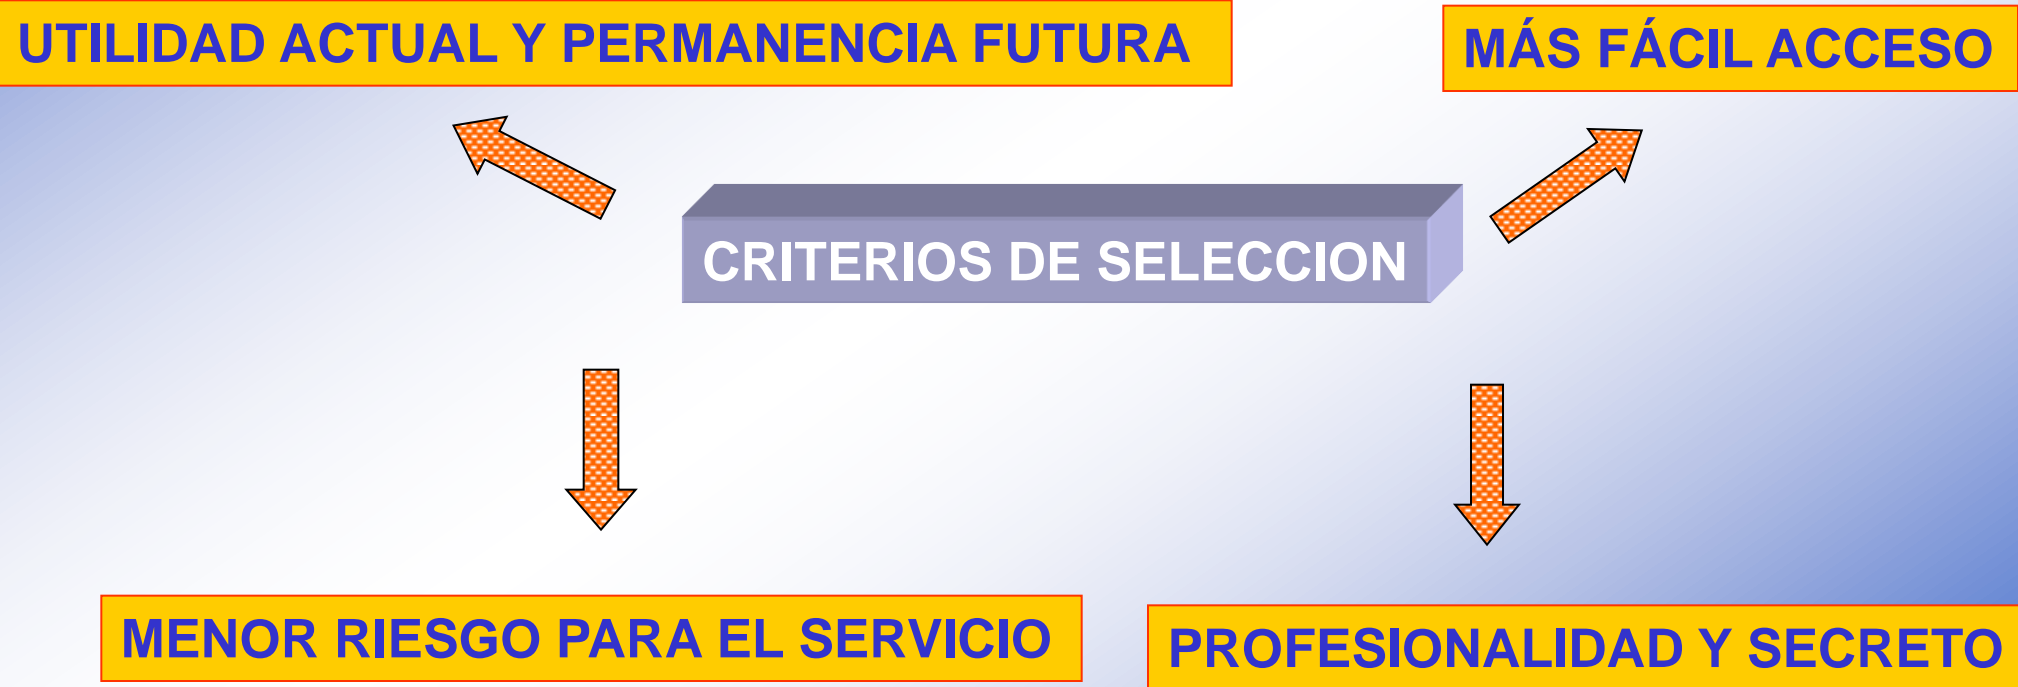 UTILIDAD ACTUAL Y PERMANENCIA FUTURA
MÁS FÁCIL ACCESO
CRITERIOS DE SELECCION
MENOR RIESGO PARA EL SERVICIO
PROFESIONALIDAD Y SECRETO